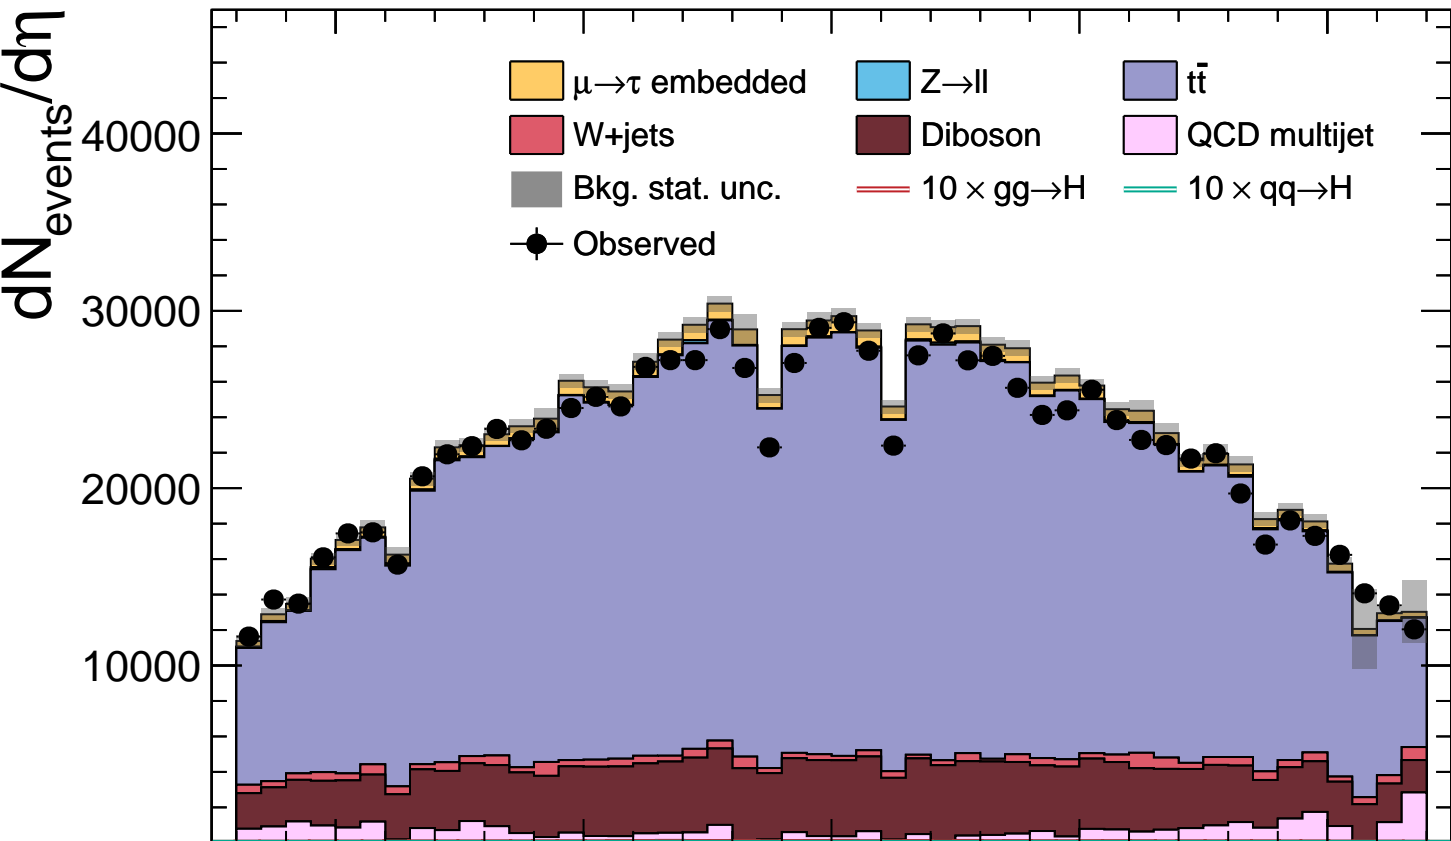 dN_events/dη
μ→τ embedded Z→ll tt̄
W+jets Diboson QCD multijet
Bkg. stat. unc. 10 × gg→H 10 × qq→H
Observed
40000
30000
20000
10000